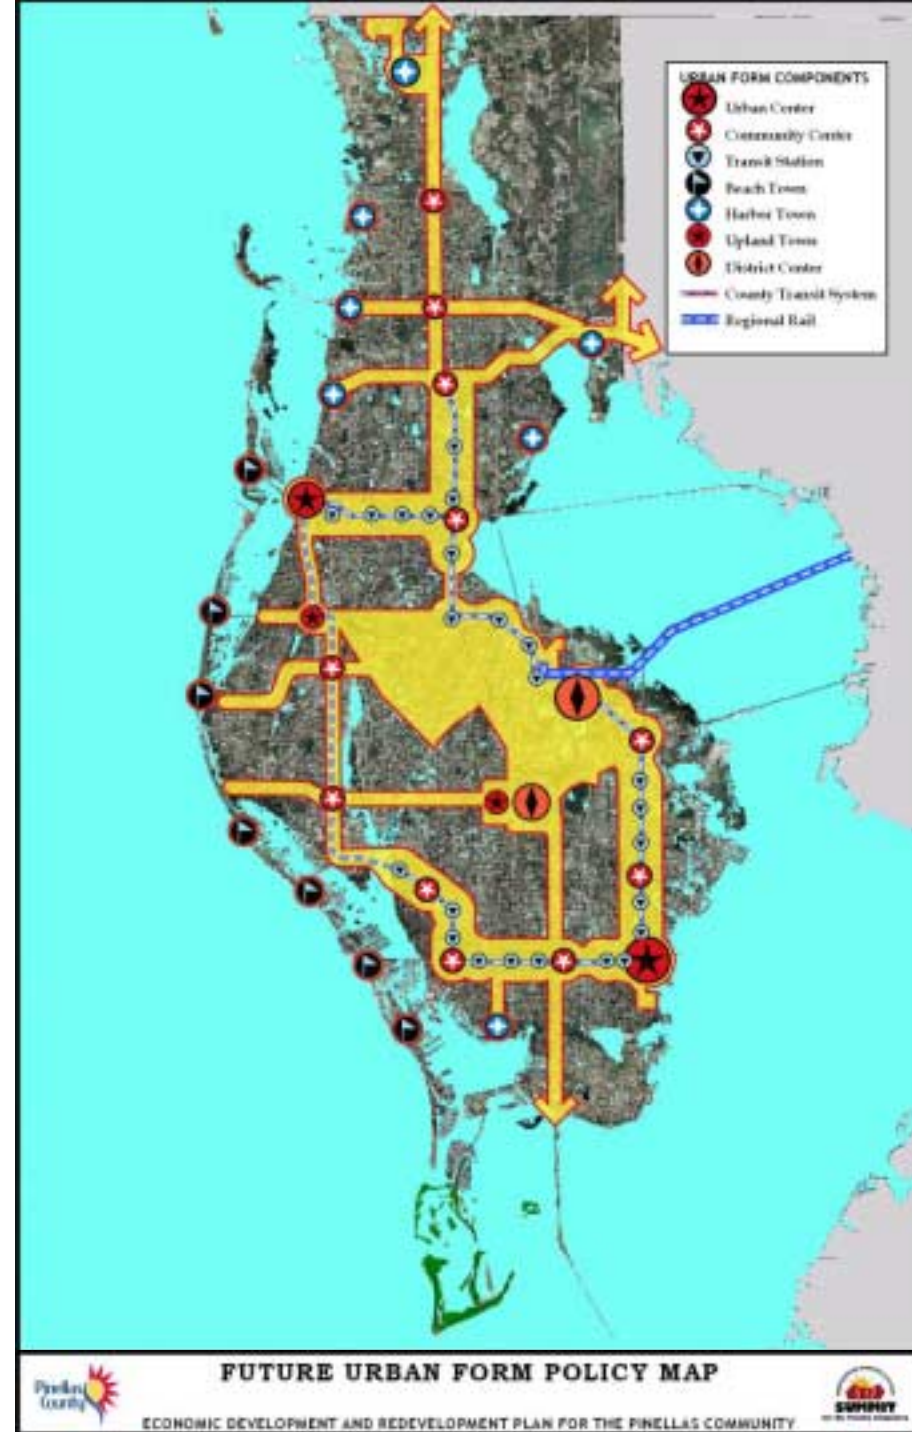 URBAN FORM COMPONENTS
Urban Center
Community Center
Transit Station
Beach Town
Harbor Town
Upland Town
District Center
County Transit System
Regional Rail
FUTURE URBAN FORM POLICY MAP
Pinellas
County
ECONOMIC DEVELOPMENT AND REDEVELOPMENT PLAN FOR THE PINELLAS COMMUNITY
SUMMIT